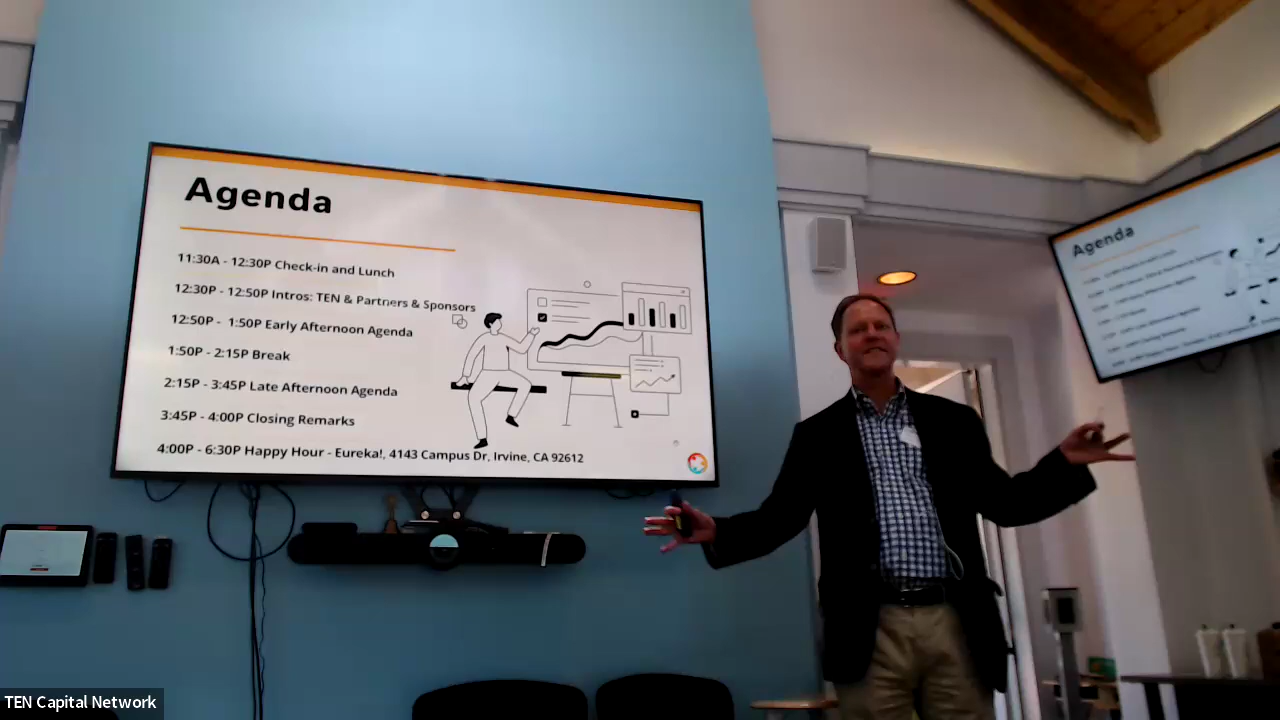 Agenda
11:30A - 12:30P Check-in and Lunch
12:30P - 12:50P Intros: TEN & Partners & Sponsors
12:50P - 1:50P Early Afternoon Agenda
1:50P - 2:15P Break
2:15P - 3:45P Late Afternoon Agenda
3:45P - 4:00P Closing Remarks
4:00P - 6:30P Happy Hour - Eureka!, 4143 Campus Dr, Irvine, CA 92612
Agenda
TEN Capital Network